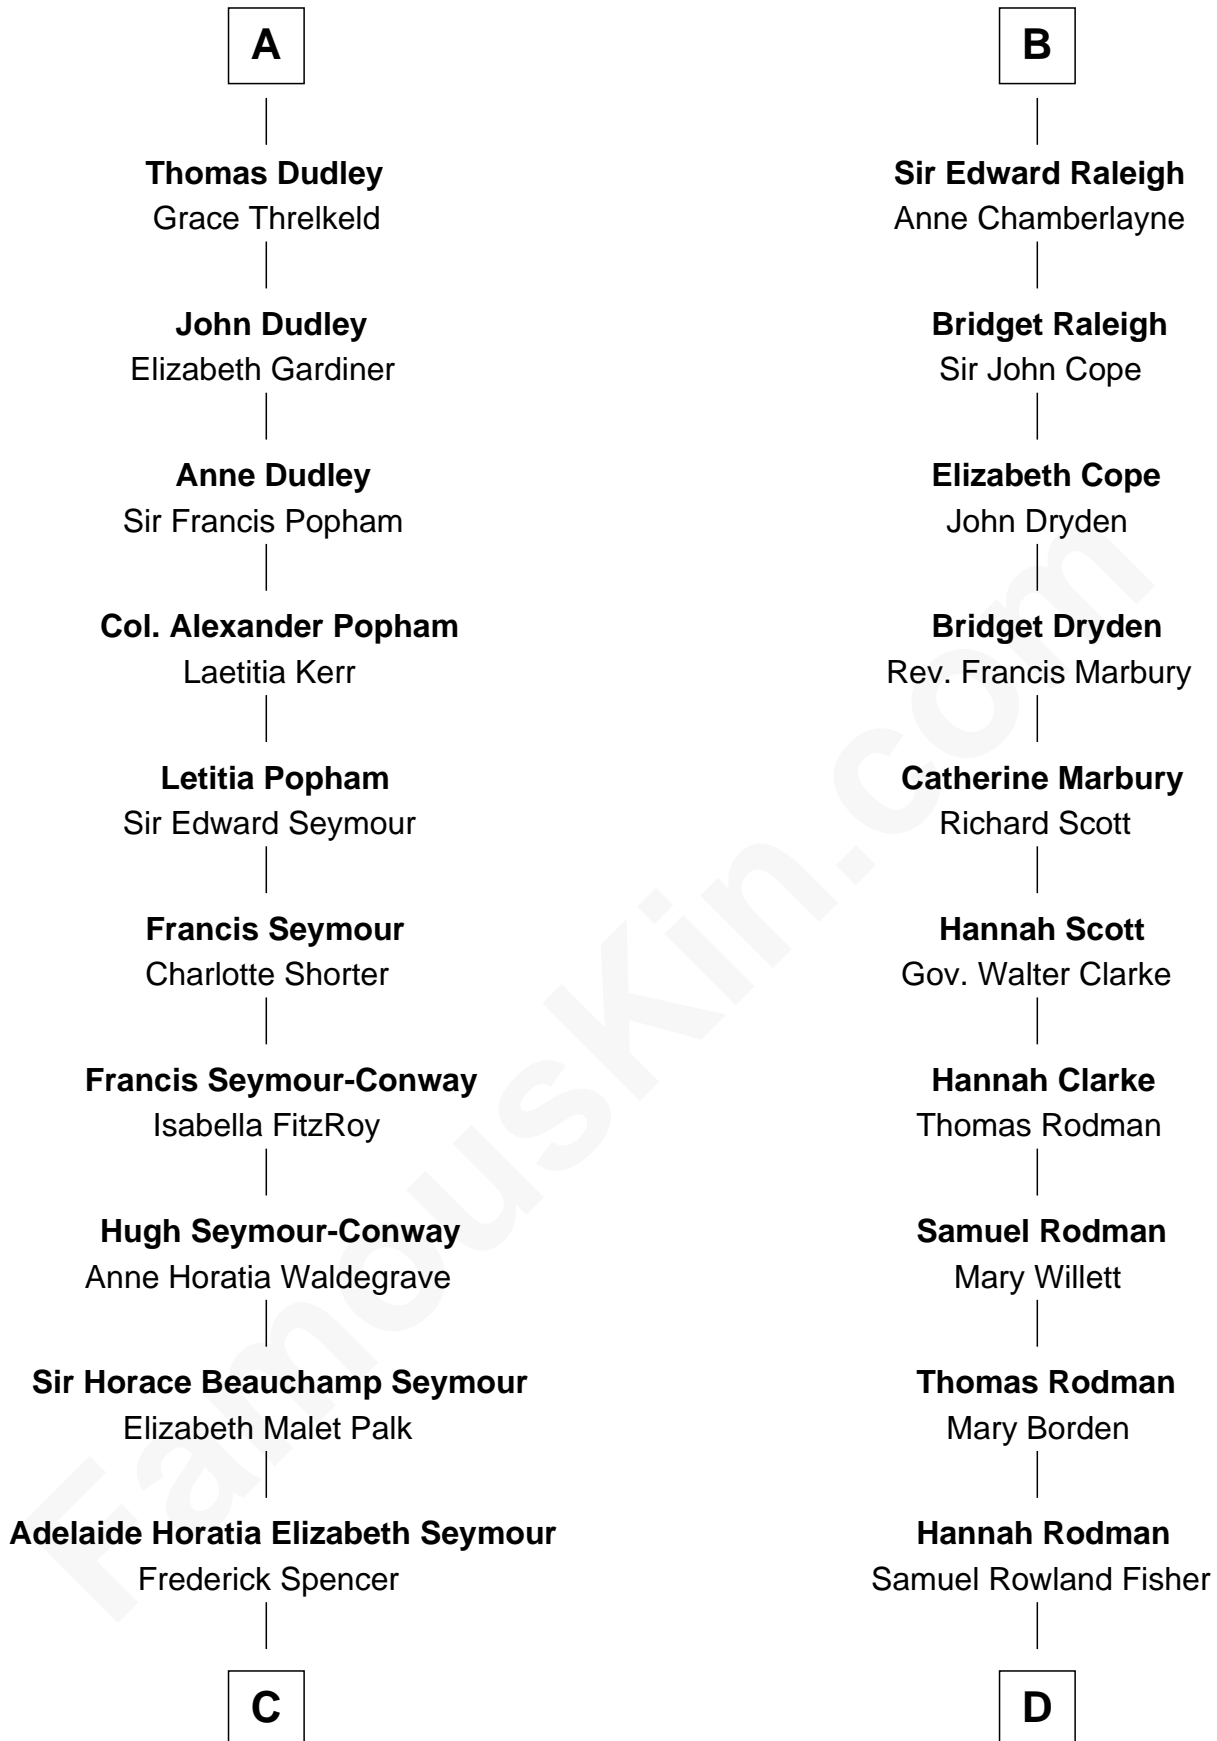 A
Thomas Dudley
Grace Threlkeld
John Dudley
Elizabeth Gardiner
Anne Dudley
Sir Francis Popham
Col. Alexander Popham
Laetitia Kerr
Letitia Popham
Sir Edward Seymour
Francis Seymour
Charlotte Shorter
Francis Seymour-Conway
Isabella FitzRoy
Hugh Seymour-Conway
Anne Horatia Waldegrave
Sir Horace Beauchamp Seymour
Elizabeth Malet Palk
Adelaide Horatia Elizabeth Seymour
Frederick Spencer
C
B
Sir Edward Raleigh
Anne Chamberlayne
Bridget Raleigh
Sir John Cope
Elizabeth Cope
John Dryden
Bridget Dryden
Rev. Francis Marbury
Catherine Marbury
Richard Scott
Hannah Scott
Gov. Walter Clarke
Hannah Clarke
Thomas Rodman
Samuel Rodman
Mary Willett
Thomas Rodman
Mary Borden
Hannah Rodman
Samuel Rowland Fisher
D
FamousKin.com